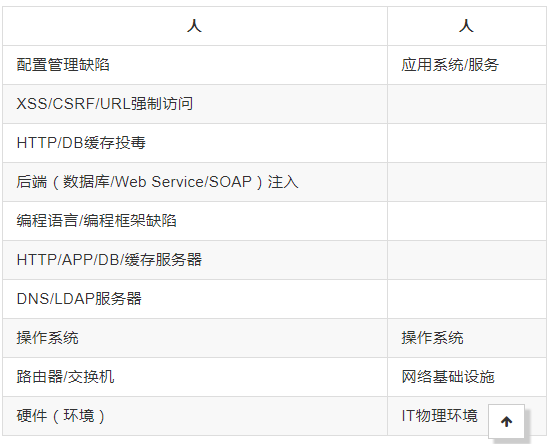 人 人
配置管理缺陷 应用系统/服务
XSS/CSRF/URL强制访问
HTTP/DB缓存投毒
后端（数据库/Web Service/SOAP）注入
编程语言/编程框架缺陷
HTTP/APP/DB/缓存服务器
DNS/LDAP服务器
操作系统 操作系统
路由器/交换机 网络基础设施
硬件（环境） IT物理环境